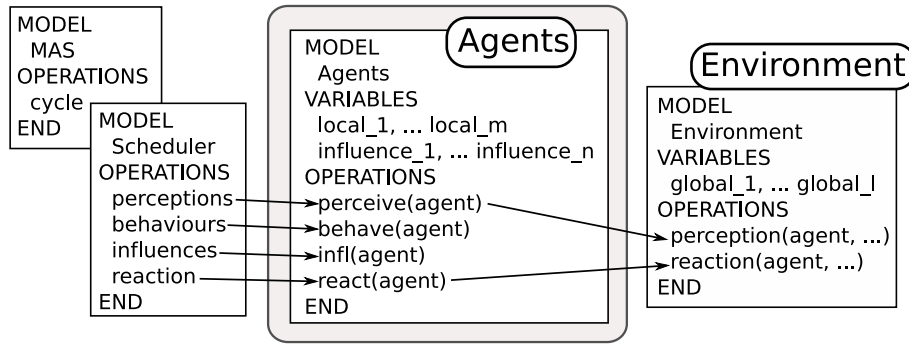 MODEL
MAS
OPERATIONS
cycle
END
MODEL
Scheduler
OPERATIONS
perceptions
behaviours
influences
reaction
END
Agents
MODEL
Agents
VARIABLES
local_1, ... local_m
influence_1, ... influence_n
OPERATIONS
perceive(agent)
behave(agent)
infl(agent)
react(agent)
END
Environment
MODEL
Environment
VARIABLES
global_1, ... global_l
OPERATIONS
perception(agent, ...)
reaction(agent, ...)
END